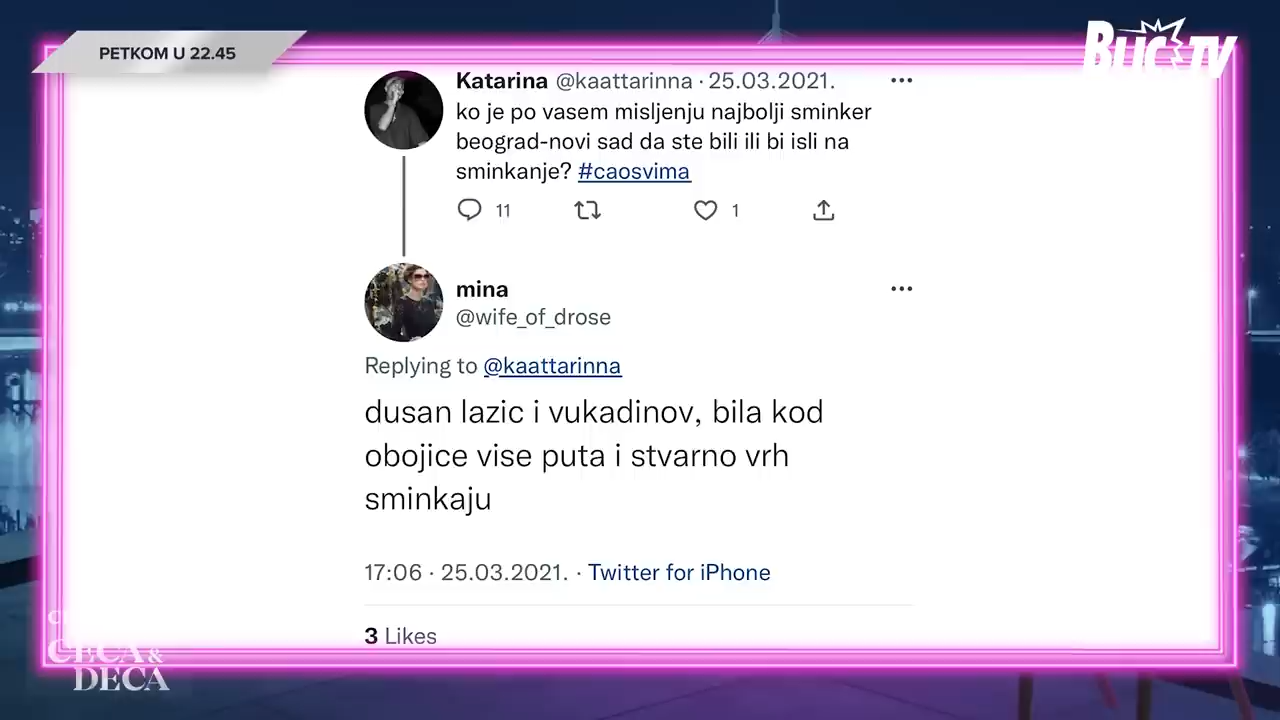 PETKOM U 22.45
BLIC TV
Katarina @kaattarinna · 25.03.2021.
ko je po vasem misljenju najbolji sminker
beograd-novi sad da ste bili ili bi isli na
sminkanje? #caosvima
11
1
mina
@wife_of_drose
Replying to @kaattarinna
dusan lazic i vukadinov, bila kod
obojice vise puta i stvarno vrh
sminkaju
17:06 · 25.03.2021. · Twitter for iPhone
3 Likes
CECA &
DECA